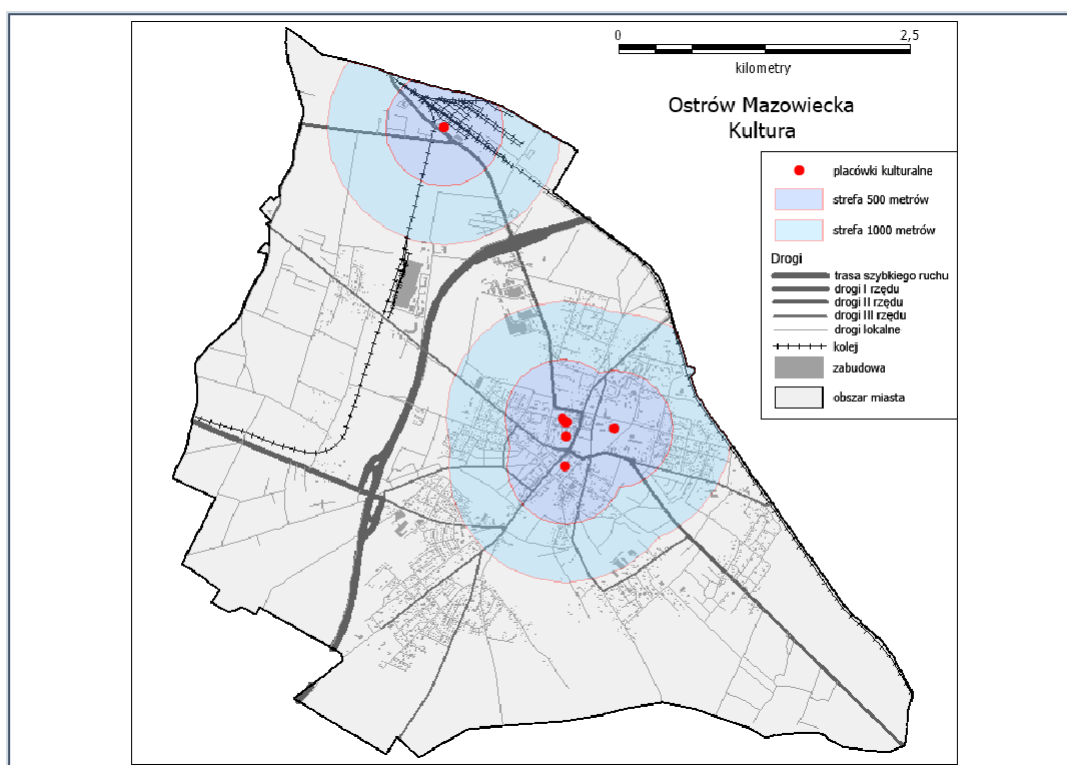 0 2,5
kilometry
Ostrów Mazowiecka
Kultura
placówki kulturalne
strefa 500 metrów
strefa 1000 metrów
Drogi
trasa szybkiego ruchu
drogi I rzędu
drogi II rzędu
drogi III rzędu
drogi lokalne
kolej
zabudowa
obszar miasta